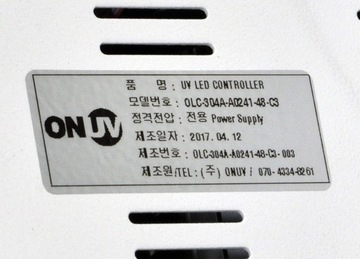 품 명 : UV LED CONTROLLER
모델번호 : OLC-304A-A0241-48-C3
정격전압 : 전용 Power Supply
제조일자 : 2017. 04. 12
제조번호 : OLC-304A-A0241-48-C3-003
제조원/TEL : (주) ONUV / 070-4334-8261
ONUV